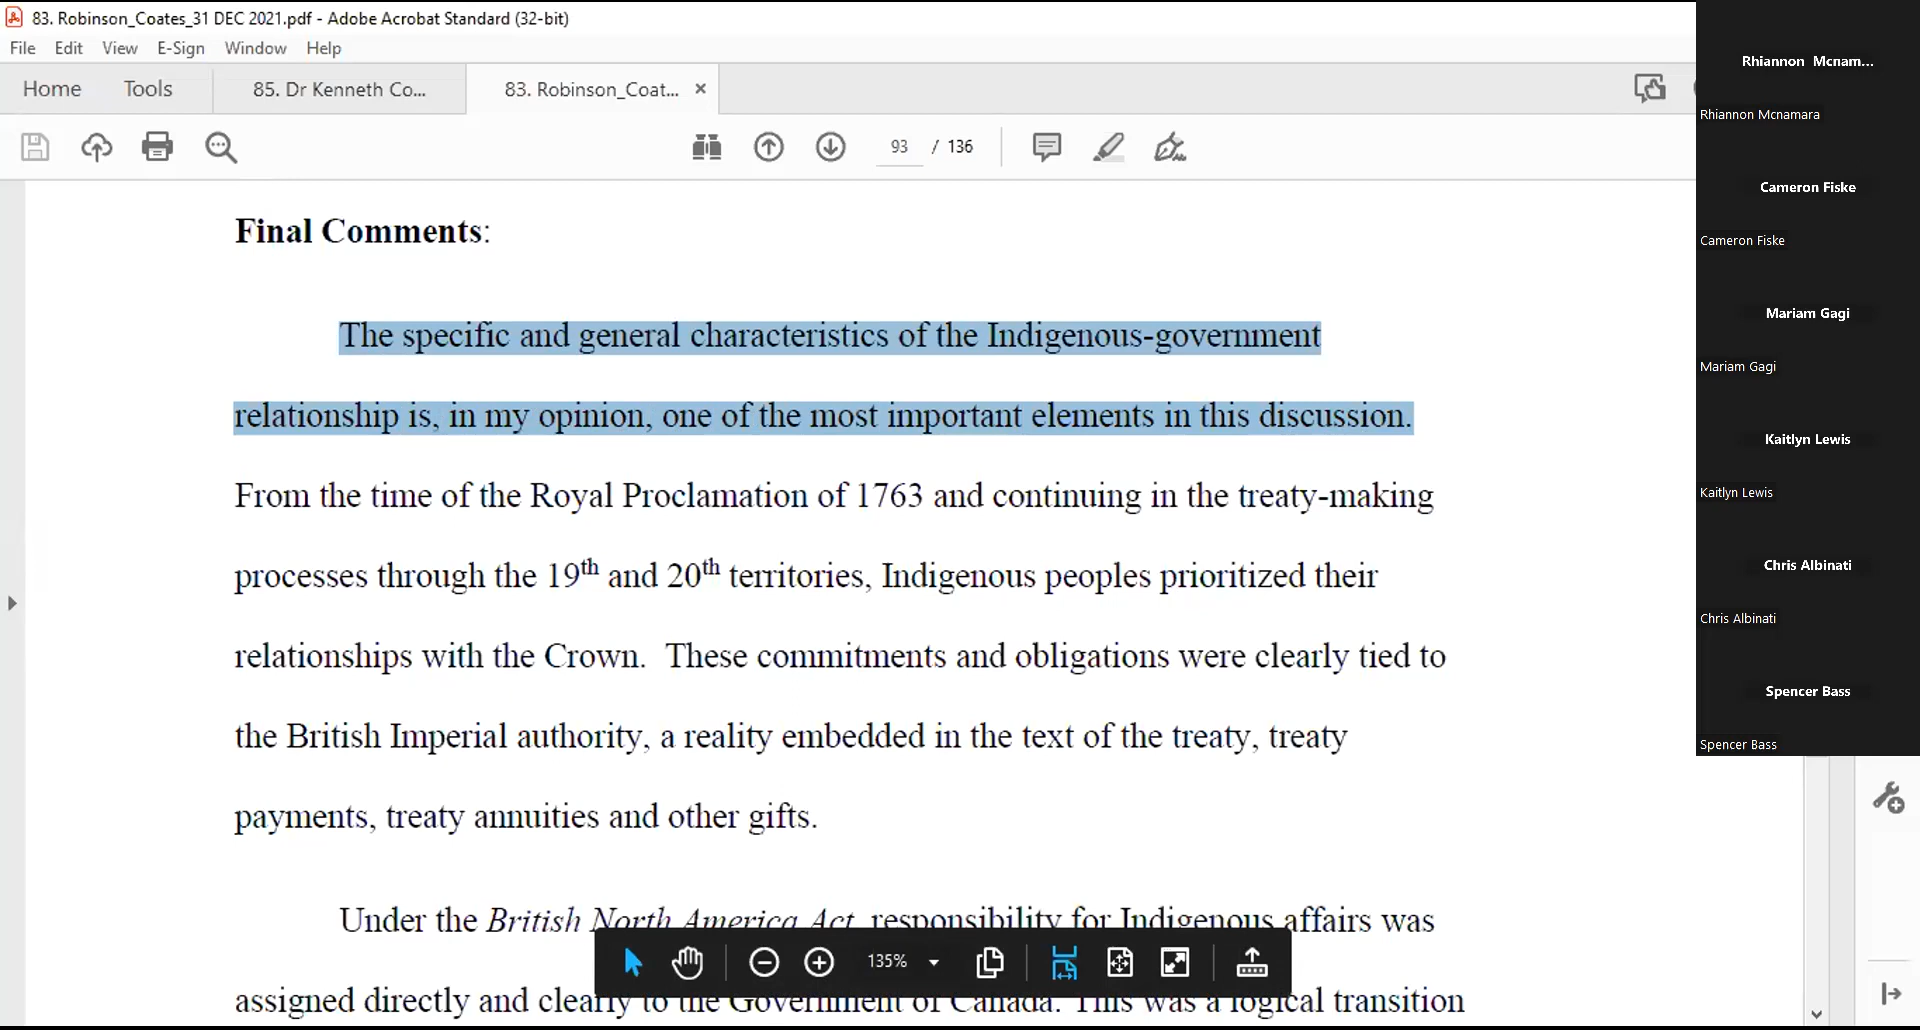 83. Robinson_Coates_31 DEC 2021.pdf - Adobe Acrobat Standard (32-bit)
File Edit View E-Sign Window Help
Home Tools 85. Dr Kenneth Co... 83. Robinson_Coat... ×
93 / 136
Final Comments:
The specific and general characteristics of the Indigenous-government
relationship is, in my opinion, one of the most important elements in this discussion.
From the time of the Royal Proclamation of 1763 and continuing in the treaty-making
processes through the 19th and 20th territories, Indigenous peoples prioritized their
relationships with the Crown.  These commitments and obligations were clearly tied to
the British Imperial authority, a reality embedded in the text of the treaty, treaty
payments, treaty annuities and other gifts.
Under the British North America Act, responsibility for Indigenous affairs was
assigned directly and clearly to the Government of Canada. This was a logical transition
135%
Rhiannon Mcnam...
Rhiannon Mcnamara
Cameron Fiske
Cameron Fiske
Mariam Gagi
Mariam Gagi
Kaitlyn Lewis
Kaitlyn Lewis
Chris Albinati
Chris Albinati
Spencer Bass
Spencer Bass